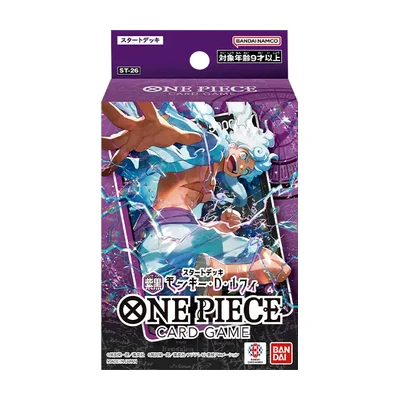 スタートデッキ
BANDAI NAMCO
ST-26
対象年齢9才以上
ONE PIECE
CARD GAME
スタートデッキ
紫黒 モンキー・D・ルフィ
ONE PIECE
CARD GAME
BANDAI